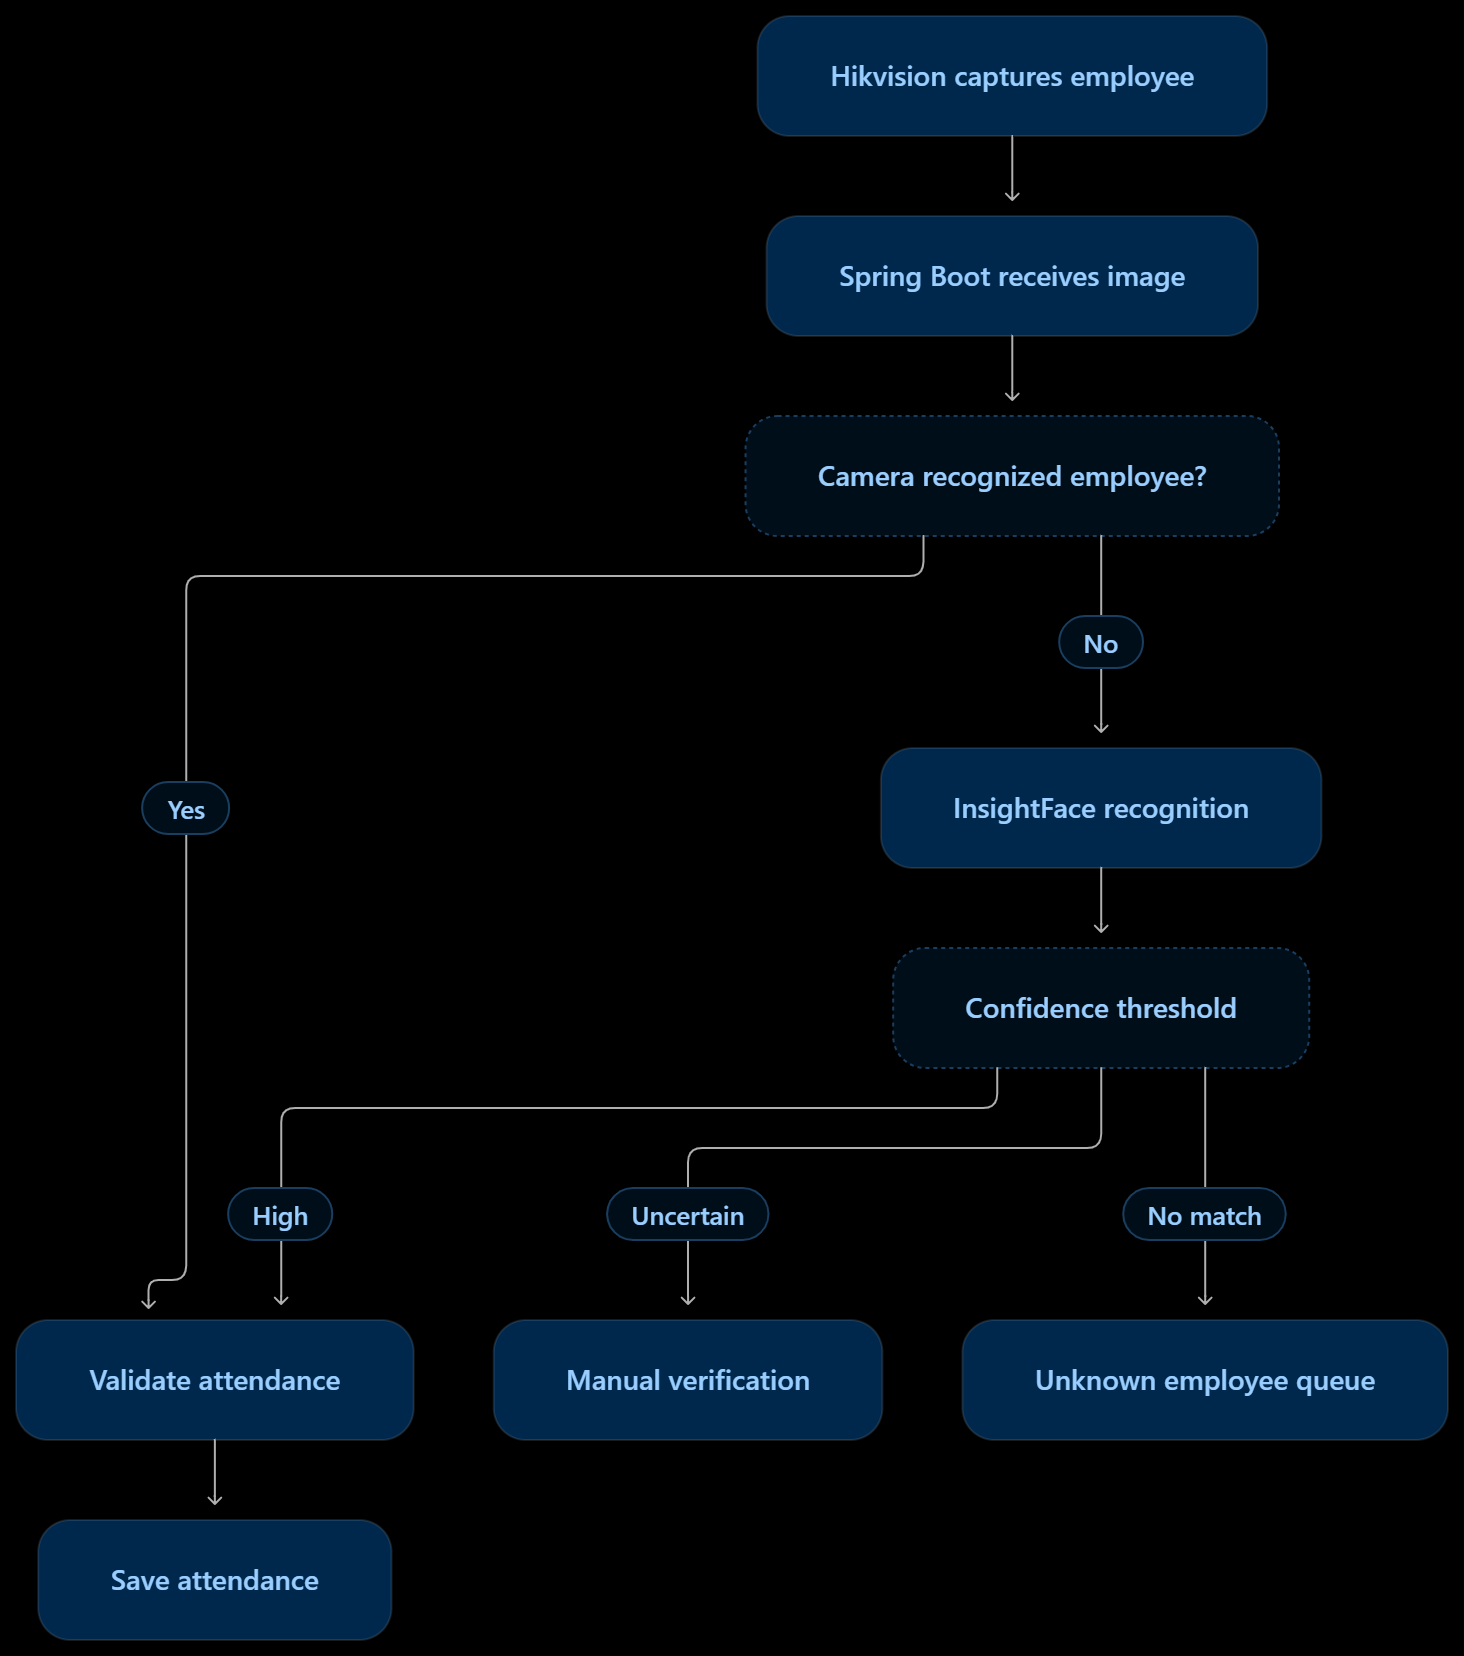 Hikvision captures employee
Spring Boot receives image
Camera recognized employee?
No
Yes
InsightFace recognition
Confidence threshold
High
Uncertain
No match
Validate attendance
Manual verification
Unknown employee queue
Save attendance